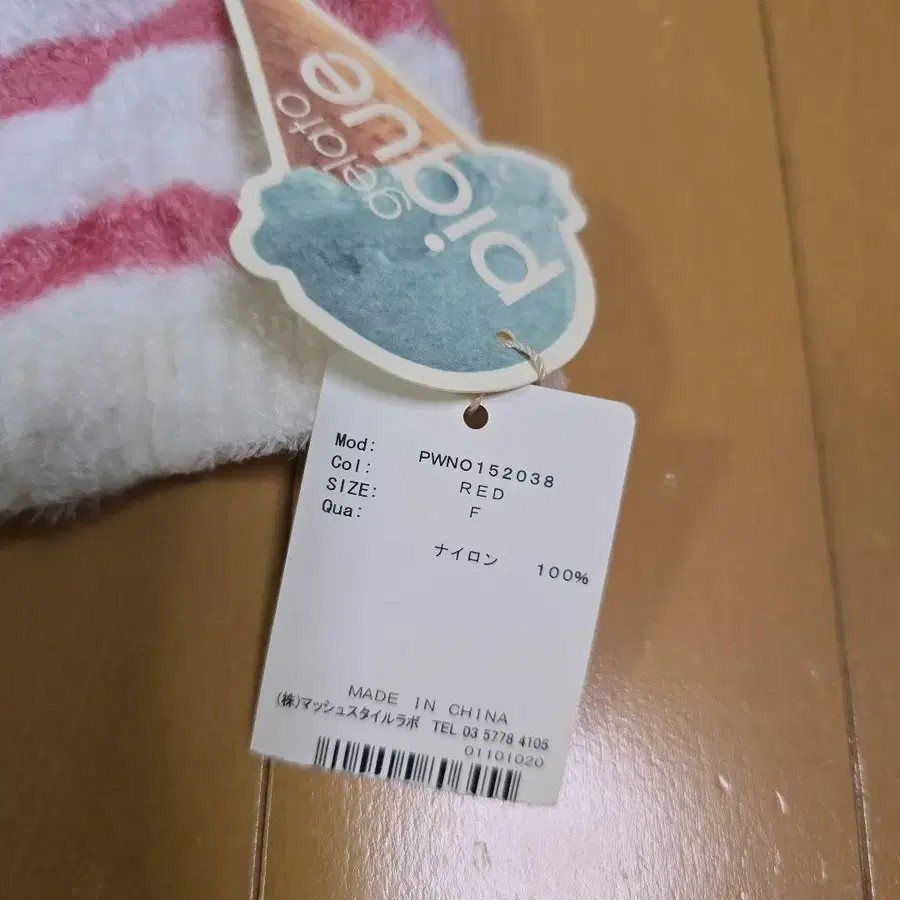 gelato
pique
Mod: PWNO152038
Col: RED
SIZE: F
Qua:
ナイロン 100%
MADE IN CHINA
(株)マッシュスタイルラボ TEL 03 5778 4105
01101020